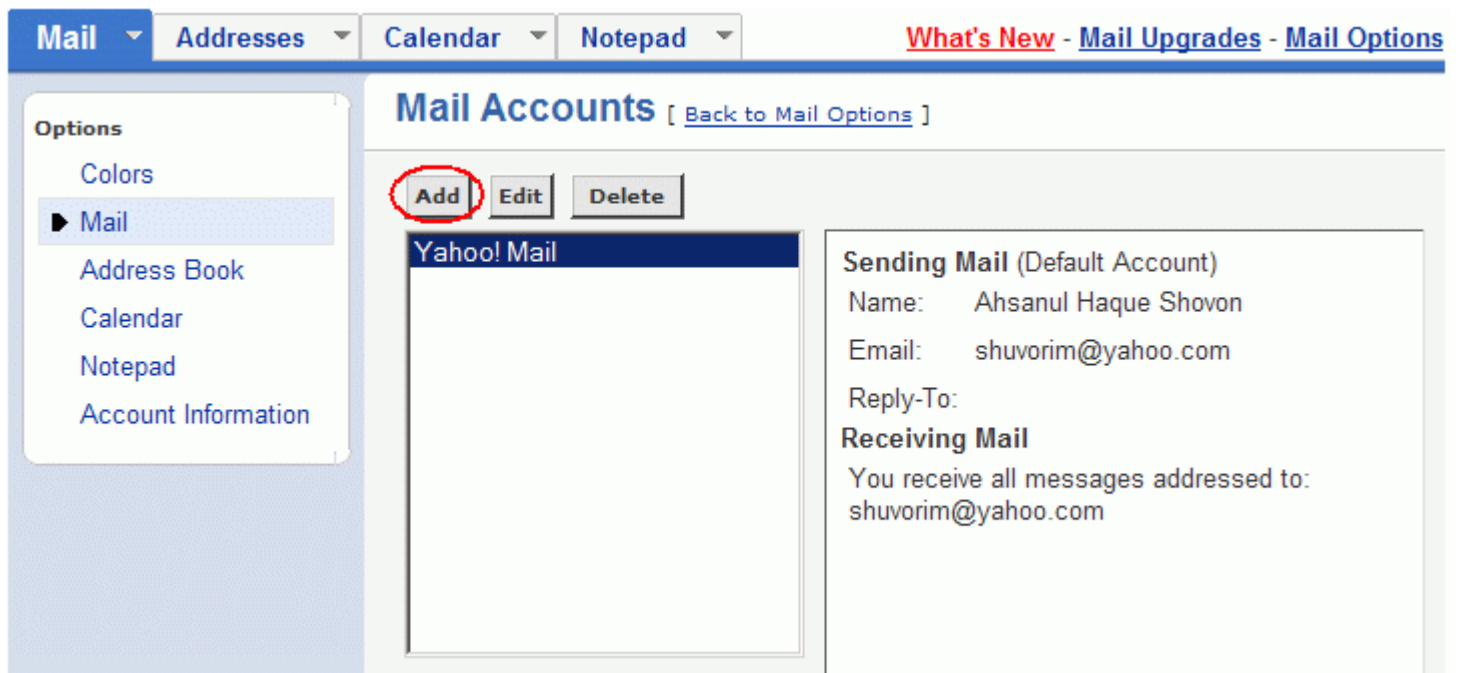 Mail Addresses Calendar Notepad What's New - Mail Upgrades - Mail Options
Options
Colors
Mail
Address Book
Calendar
Notepad
Account Information
Mail Accounts [ Back to Mail Options ]
Add Edit Delete
Yahoo! Mail
Sending Mail (Default Account)
Name: Ahsanul Haque Shovon
Email: shuvorim@yahoo.com
Reply-To:
Receiving Mail
You receive all messages addressed to:
shuvorim@yahoo.com